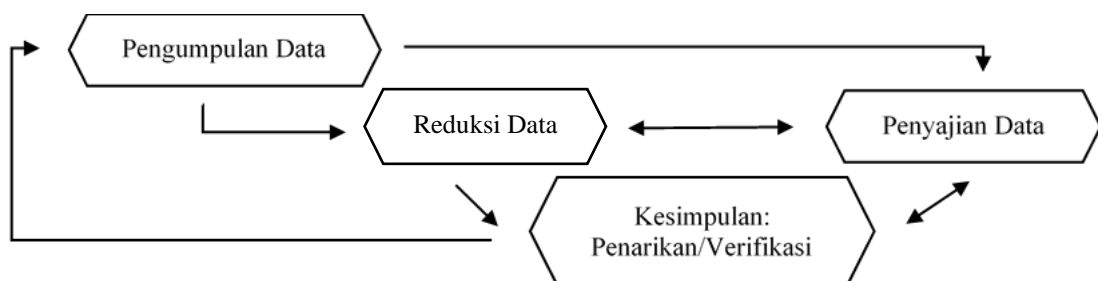 Pengumpulan Data
Reduksi Data
Penyajian Data
Kesimpulan:
Penarikan/Verifikasi